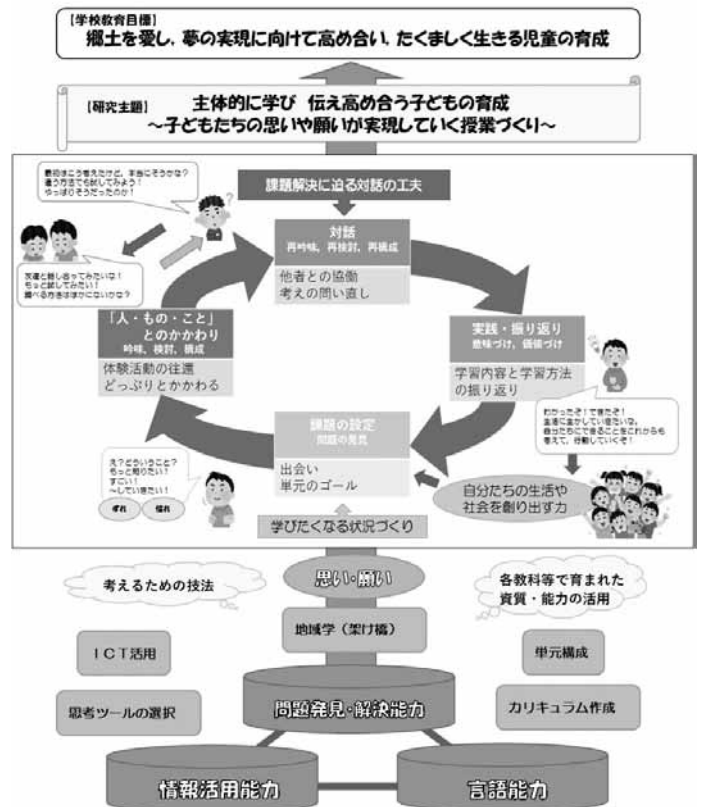 【学校教育目標】
郷土を愛し,夢の実現に向けて高め合い,たくましく生きる児童の育成
【研究主題】 主体的に学び 伝え高め合う子どもの育成
～子どもたちの思いや願いが実現していく授業づくり～
最初はこう考えたけど、本当にそうかな?
違う方法でも試してみよう!
やっぱりそうだったのか!
課題解決に迫る対話の工夫
対話
再吟味,再検討,再構成
他者との協働
考えの問い直し
友達と話し合ってみたいな!
もっと試してみたい!
調べる方法はほかにないかな?
「人・もの・こと」
とのかかわり
吟味,検討,構成
体験活動の往還
どっぷりとかかわる
実践・振り返り
意味づけ,価値づけ
学習内容と学習方法
の振り返り
わかったぞ!できたぞ!
生活に生かしていきたいな。
自分たちにできることをこれからも
考えて,行動していくぞ!
課題の設定
問題の発見
出会い
単元のゴール
え?どういうこと?
もっと知りたい!
すごい!
～していきたい!
ずれ
憧れ
自分たちの生活や
社会を創り出す力
学びたくなる状況づくり
思い・願い
考えるための技法
各教科等で育まれた
資質・能力の活用
地域学(架け橋)
ICT活用
単元構成
思考ツールの選択
カリキュラム作成
問題発見・解決能力
情報活用能力
言語能力